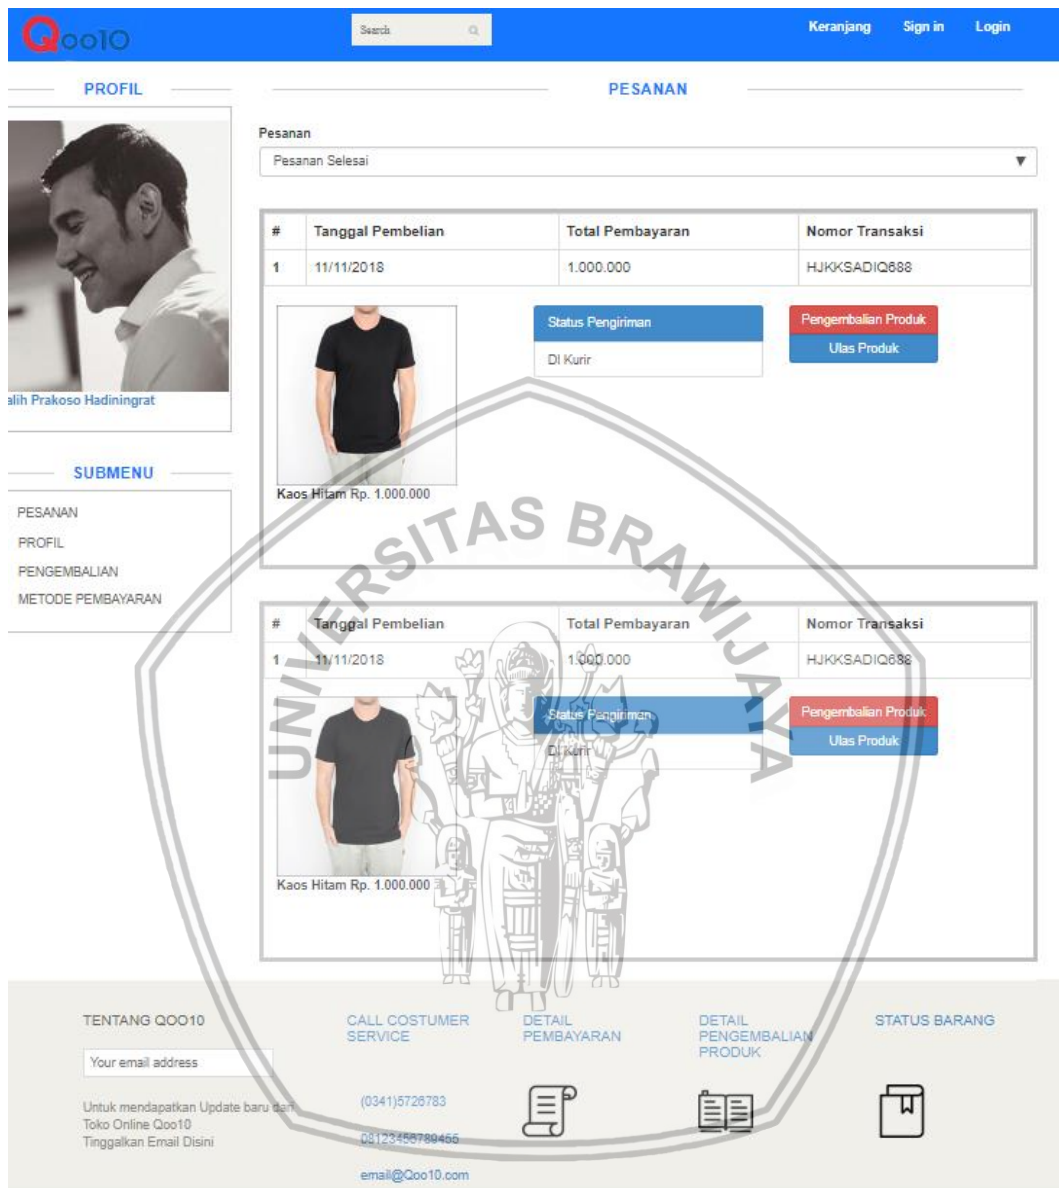 Qoo10
Search
Keranjang Sign in Login
PROFIL
alih Prakoso Hadiningrat
SUBMENU
PESANAN
PROFIL
PENGEMBALIAN
METODE PEMBAYARAN
PESANAN
Pesanan
Pesanan Selesai
# Tanggal Pembelian Total Pembayaran Nomor Transaksi
1 11/11/2018 1.000.000 HJKKSADIQ688
Status Pengiriman
DI Kurir
Pengembalian Produk
Ulas Produk
Kaos Hitam Rp. 1.000.000
# Tanggal Pembelian Total Pembayaran Nomor Transaksi
1 11/11/2018 1.000.000 HJKKSADIQ688
Status Pengiriman
DI Kurir
Pengembalian Produk
Ulas Produk
Kaos Hitam Rp. 1.000.000
UNIVERSITAS BRAWIJAYA
TENTANG QOO10
Your email address
Untuk mendapatkan Update baru dari
Toko Online Qoo10
Tinggalkan Email Disini
CALL COSTUMER
SERVICE
(0341)5726783
08123456789455
email@Qoo10.com
DETAIL
PEMBAYARAN
DETAIL
PENGEMBALIAN
PRODUK
STATUS BARANG